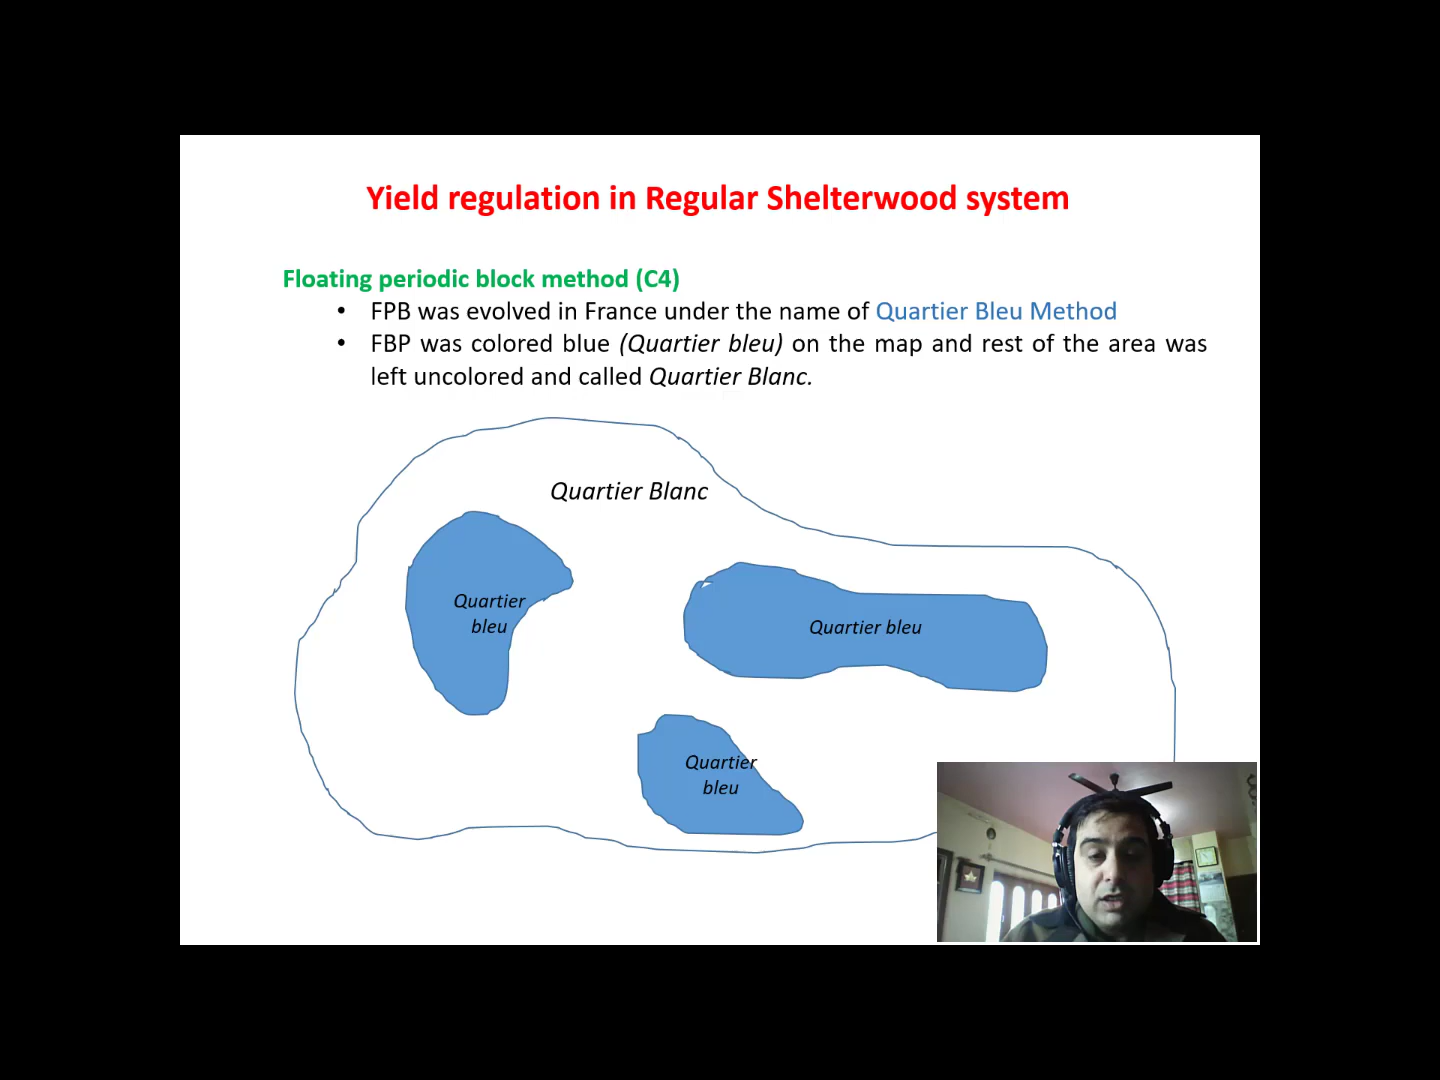 Yield regulation in Regular Shelterwood system
Floating periodic block method (C4)
• FPB was evolved in France under the name of Quartier Bleu Method
• FBP was colored blue (Quartier bleu) on the map and rest of the area was
left uncolored and called Quartier Blanc.
Quartier Blanc
Quartier
bleu
Quartier bleu
Quartier
bleu